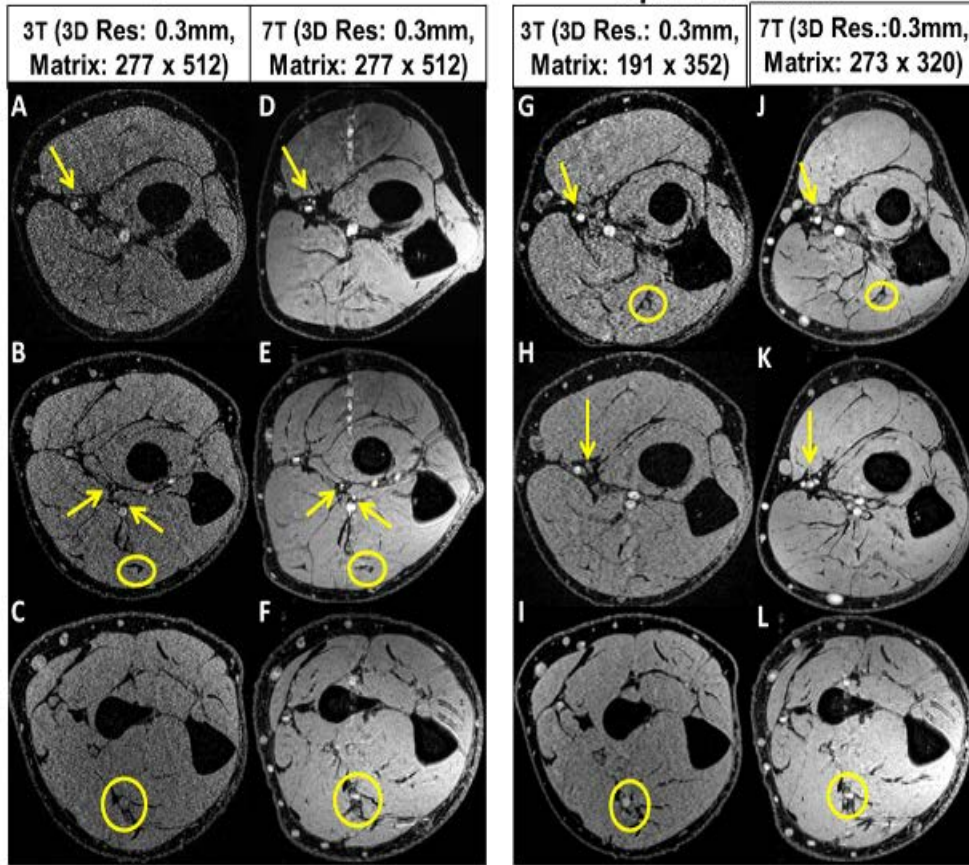 3T (3D Res: 0.3mm,
Matrix: 277 x 512)
7T (3D Res: 0.3mm,
Matrix: 277 x 512)
3T (3D Res.: 0.3mm,
Matrix: 191 x 352)
7T (3D Res.:0.3mm,
Matrix: 273 x 320)
A
D
G
J
B
E
H
K
C
F
I
L